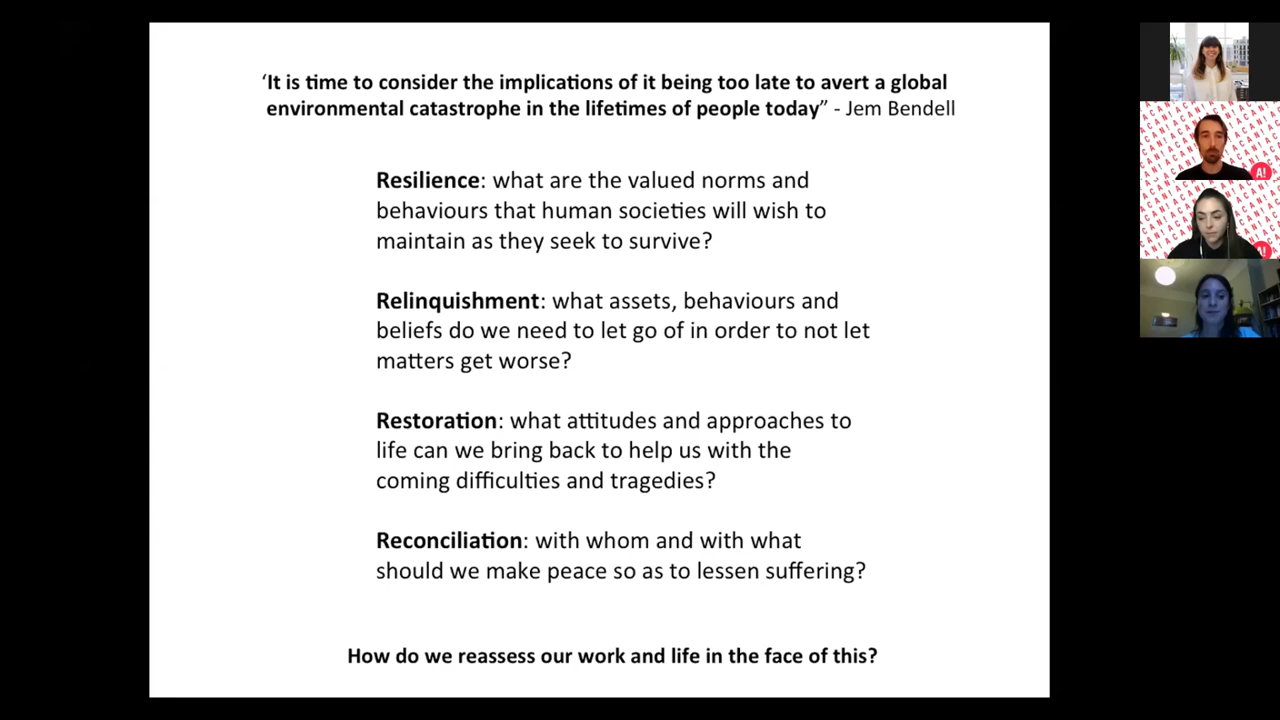 ‘It is time to consider the implications of it being too late to avert a global
environmental catastrophe in the lifetimes of people today” - Jem Bendell
Resilience: what are the valued norms and
behaviours that human societies will wish to
maintain as they seek to survive?
Relinquishment: what assets, behaviours and
beliefs do we need to let go of in order to not let
matters get worse?
Restoration: what attitudes and approaches to
life can we bring back to help us with the
coming difficulties and tragedies?
Reconciliation: with whom and with what
should we make peace so as to lessen suffering?
How do we reassess our work and life in the face of this?
A!
A!